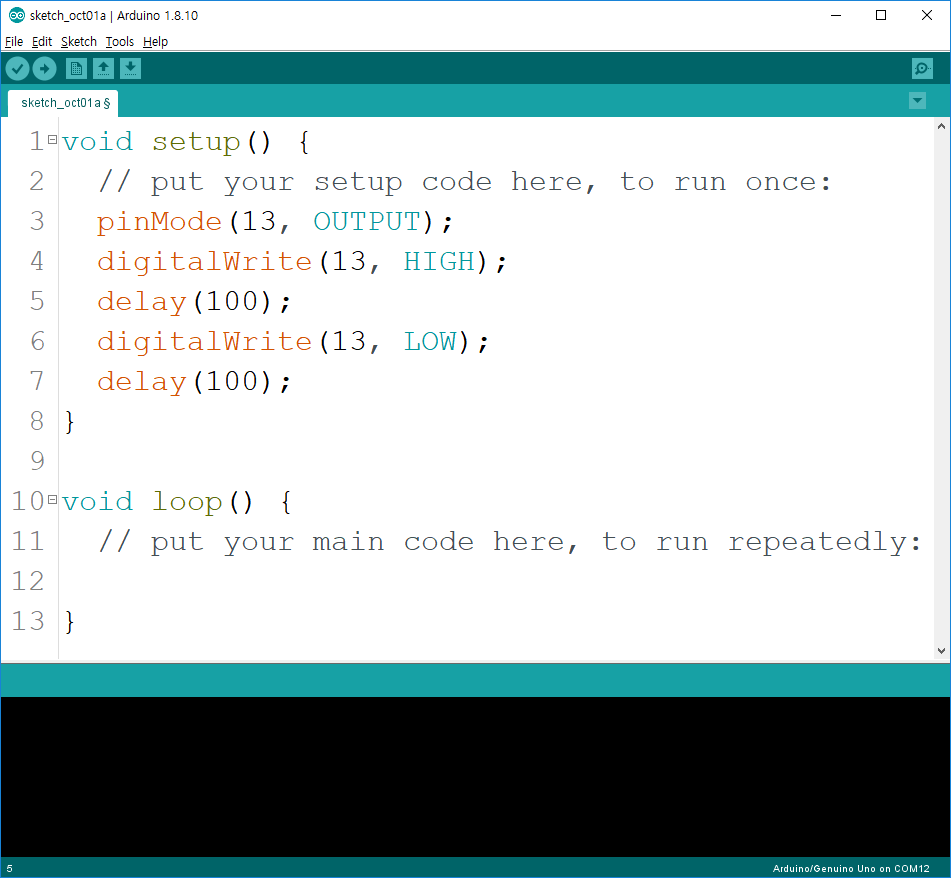 sketch_oct01a | Arduino 1.8.10
File Edit Sketch Tools Help
sketch_oct01a §
1 void setup() {
2   // put your setup code here, to run once:
3   pinMode(13, OUTPUT);
4   digitalWrite(13, HIGH);
5   delay(100);
6   digitalWrite(13, LOW);
7   delay(100);
8 }
9
10 void loop() {
11   // put your main code here, to run repeatedly:
12
13 }
5 Arduino/Genuino Uno on COM12